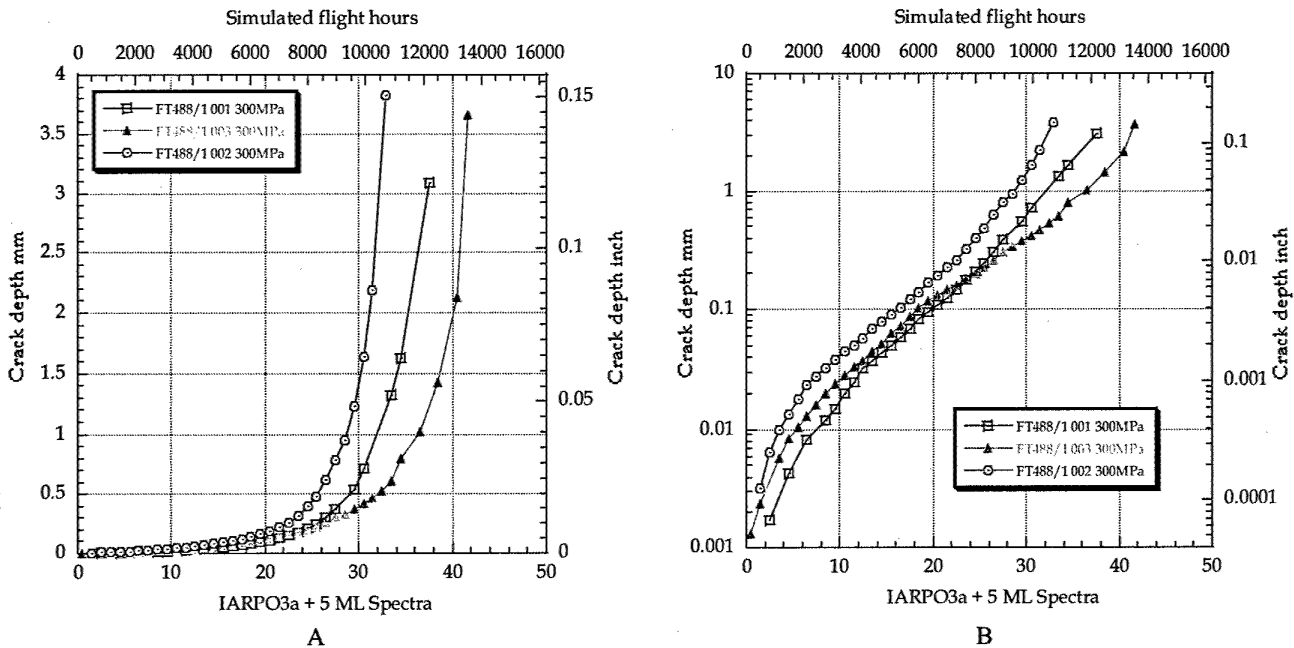 Simulated flight hours
0 2000 4000 6000 8000 10000 12000 14000 16000
4
3.5
3
2.5
2
1.5
1
0.5
0
Crack depth mm
FT488/1 001 300MPa
FT488/1 003 300MPa
FT488/1 002 300MPa
0.15
0.1
0.05
0
Crack depth inch
0 10 20 30 40 50
IARPO3a + 5 ML Spectra
A
Simulated flight hours
0 2000 4000 6000 8000 10000 12000 14000 16000
10
1
0.1
0.01
0.001
Crack depth mm
FT488/1 001 300MPa
FT488/1 003 300MPa
FT488/1 002 300MPa
0.1
0.01
0.001
0.0001
Crack depth inch
0 10 20 30 40 50
IARPO3a + 5 ML Spectra
B